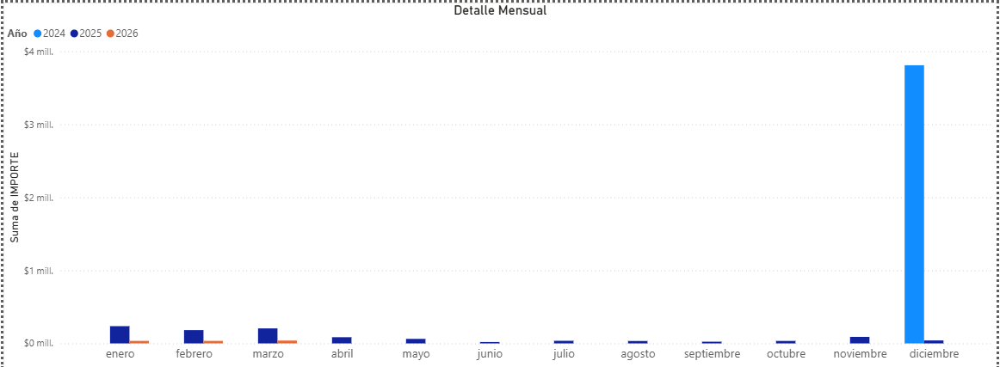 Detalle Mensual
Año 2024 2025 2026
Suma de IMPORTE
$4 mill.
$3 mill.
$2 mill.
$1 mill.
$0 mill.
enero febrero marzo abril mayo junio julio agosto septiembre octubre noviembre diciembre